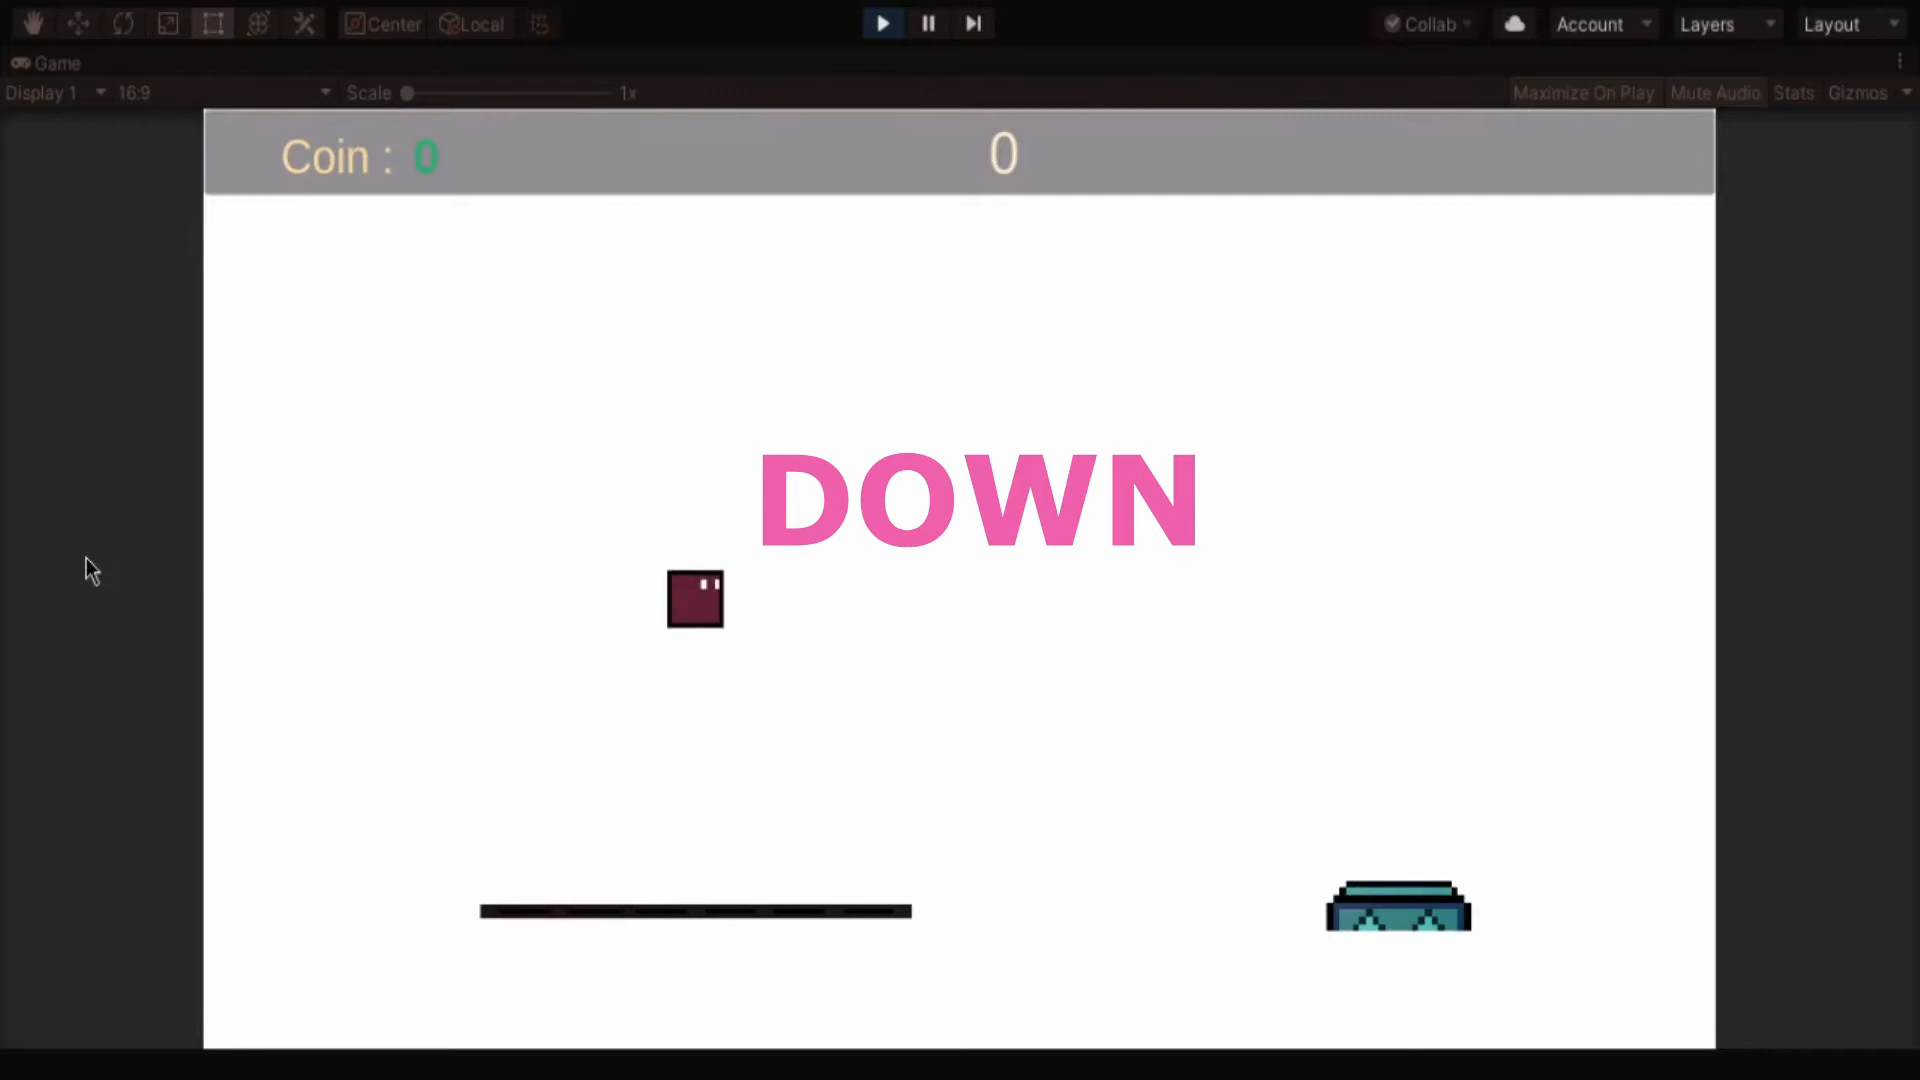 Center Local Collab Account Layers Layout
Game
Display 1 16:9 Scale 1x Maximize On Play Mute Audio Stats Gizmos
Coin : 0 0
DOWN